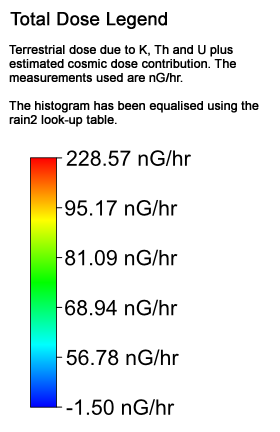 Total Dose Legend
Terrestrial dose due to K, Th and U plus
estimated cosmic dose contribution. The
measurements used are nG/hr.
The histogram has been equalised using the
rain2 look-up table.
228.57 nG/hr
95.17 nG/hr
81.09 nG/hr
68.94 nG/hr
56.78 nG/hr
-1.50 nG/hr